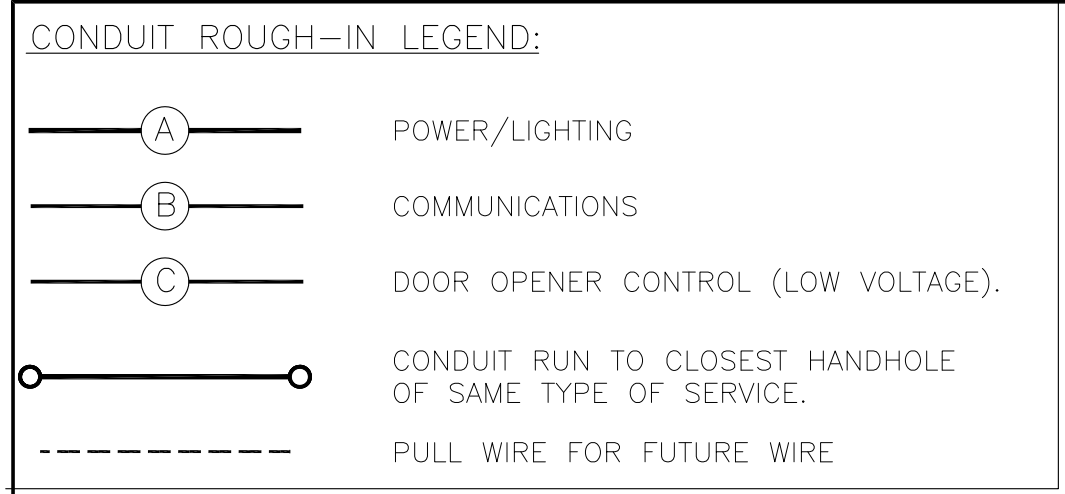 CONDUIT ROUGH-IN LEGEND:
A POWER/LIGHTING
B COMMUNICATIONS
C DOOR OPENER CONTROL (LOW VOLTAGE).
CONDUIT RUN TO CLOSEST HANDHOLE
OF SAME TYPE OF SERVICE.
PULL WIRE FOR FUTURE WIRE